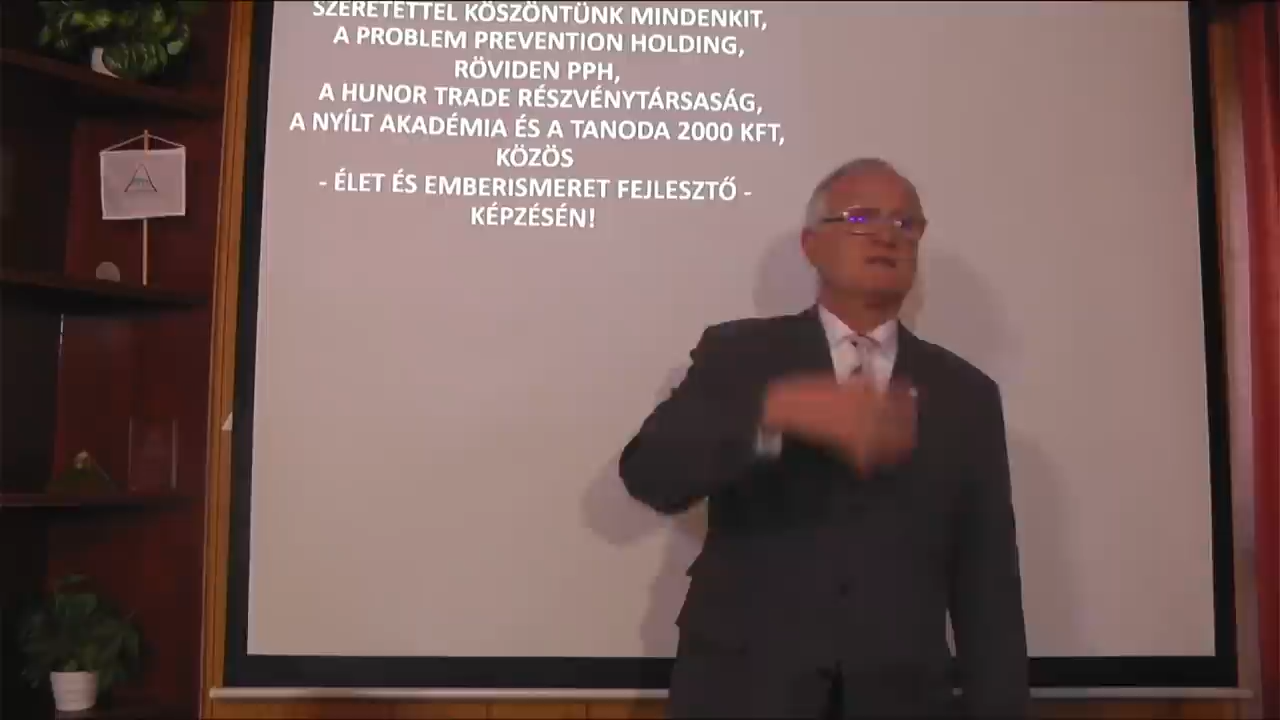 SZERETETTEL KÖSZÖNTÜNK MINDENKIT,
A PROBLEM PREVENTION HOLDING,
RÖVIDEN PPH,
A HUNOR TRADE RÉSZVÉNYTÁRSASÁG,
A NYÍLT AKADÉMIA ÉS A TANODA 2000 KFT,
KÖZÖS
- ÉLET ÉS EMBERISMERET FEJLESZTŐ -
KÉPZÉSÉN!